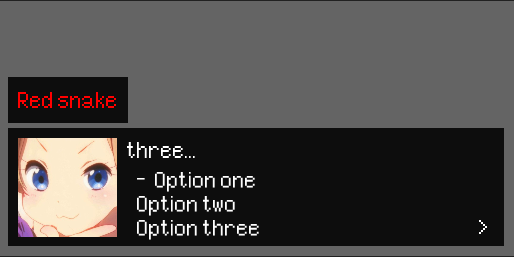 Red snake
three...
- Option one
Option two
Option three
>